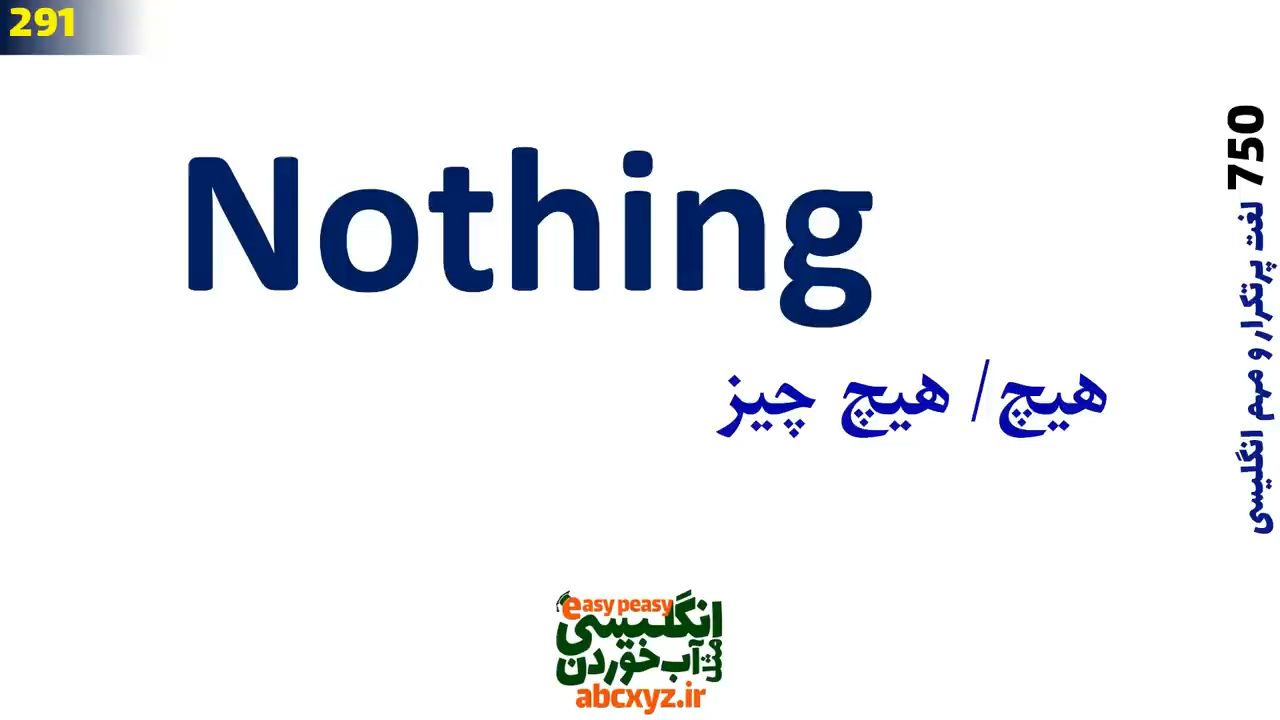 291
Nothing
هیچ/ هیچ چیز
750 لغت پرتکرار و مهم انگلیسی
easy peasy
انگلیسی
مثل آب خوردن
abcxyz.ir